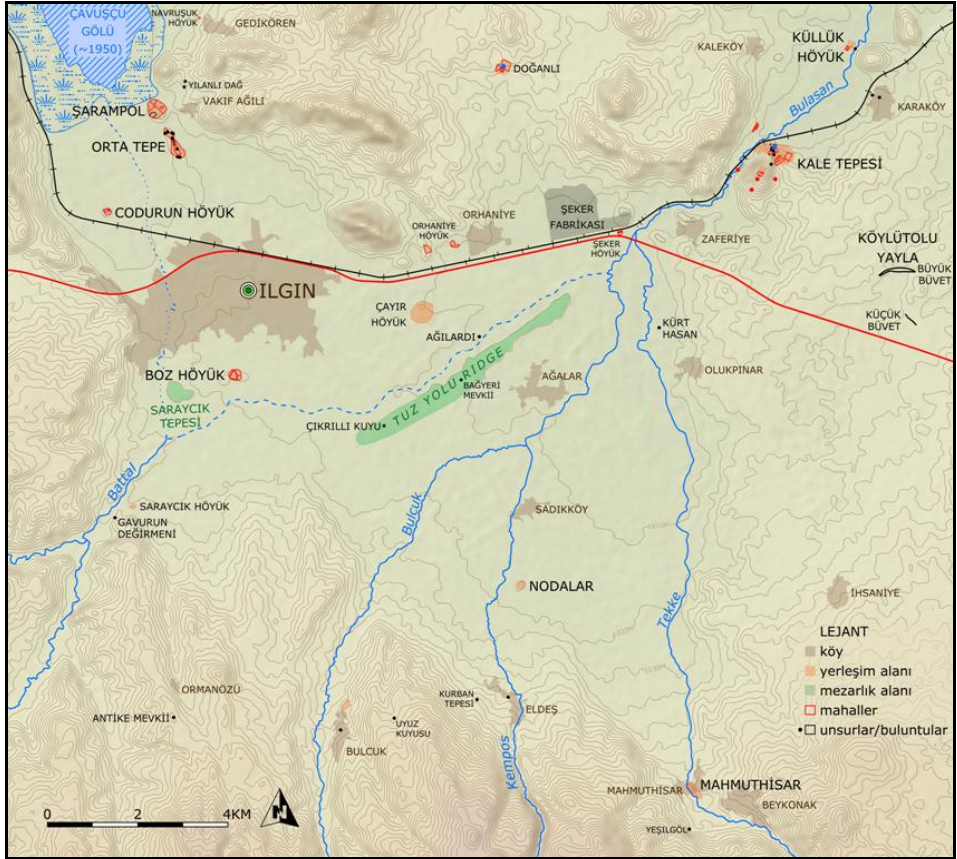 ÇAVUŞÇU
GÖLÜ
(~1950)
NAVRUŞUK
HÖYÜK
GEDİKÖREN
YILANLI DAĞ
VAKIF AĞILI
ŞARAMPOL
ORTA TEPE
CODURUN HÖYÜK
DOĞANLI
KALEKÖY
KÜLLÜK
HÖYÜK
Bulasan
KARAKÖY
KALE TEPESİ
ORHANİYE
HÖYÜK
ORHANİYE
ŞEKER
FABRİKASI
ŞEKER
HÖYÜK
ZAFERİYE
KÖYLÜTOLU
YAYLA
BÜYÜK
BÜVET
KÜÇÜK
BÜVET
ILGIN
ÇAYIR
HÖYÜK
AĞILARDI
KÜRT
HASAN
OLUKPINAR
BOZ HÖYÜK
SARAYCIK
TEPESİ
TUZ YOLU RIDGE
BAĞYERİ
MEVKİİ
AĞALAR
ÇIKRILLI KUYU
Battal
SARAYCIK HÖYÜK
GAVURUN
DEĞİRMENİ
Bulcuk
SADIKKÖY
NODALAR
Tekke
İHSANİYE
ORMANÖZÜ
ANTİKE MEVKİİ
BULCUK
UYUZ
KUYUSU
KURBAN
TEPESİ
ELDEŞ
Kempos
MAHMUTHİSAR
MAHMUTHİSAR
BEYKONAK
YEŞİLGÖL
LEJANT
köy
yerleşim alanı
mezarlık alanı
mahaller
unsurlar/buluntular
0 2 4KM
N